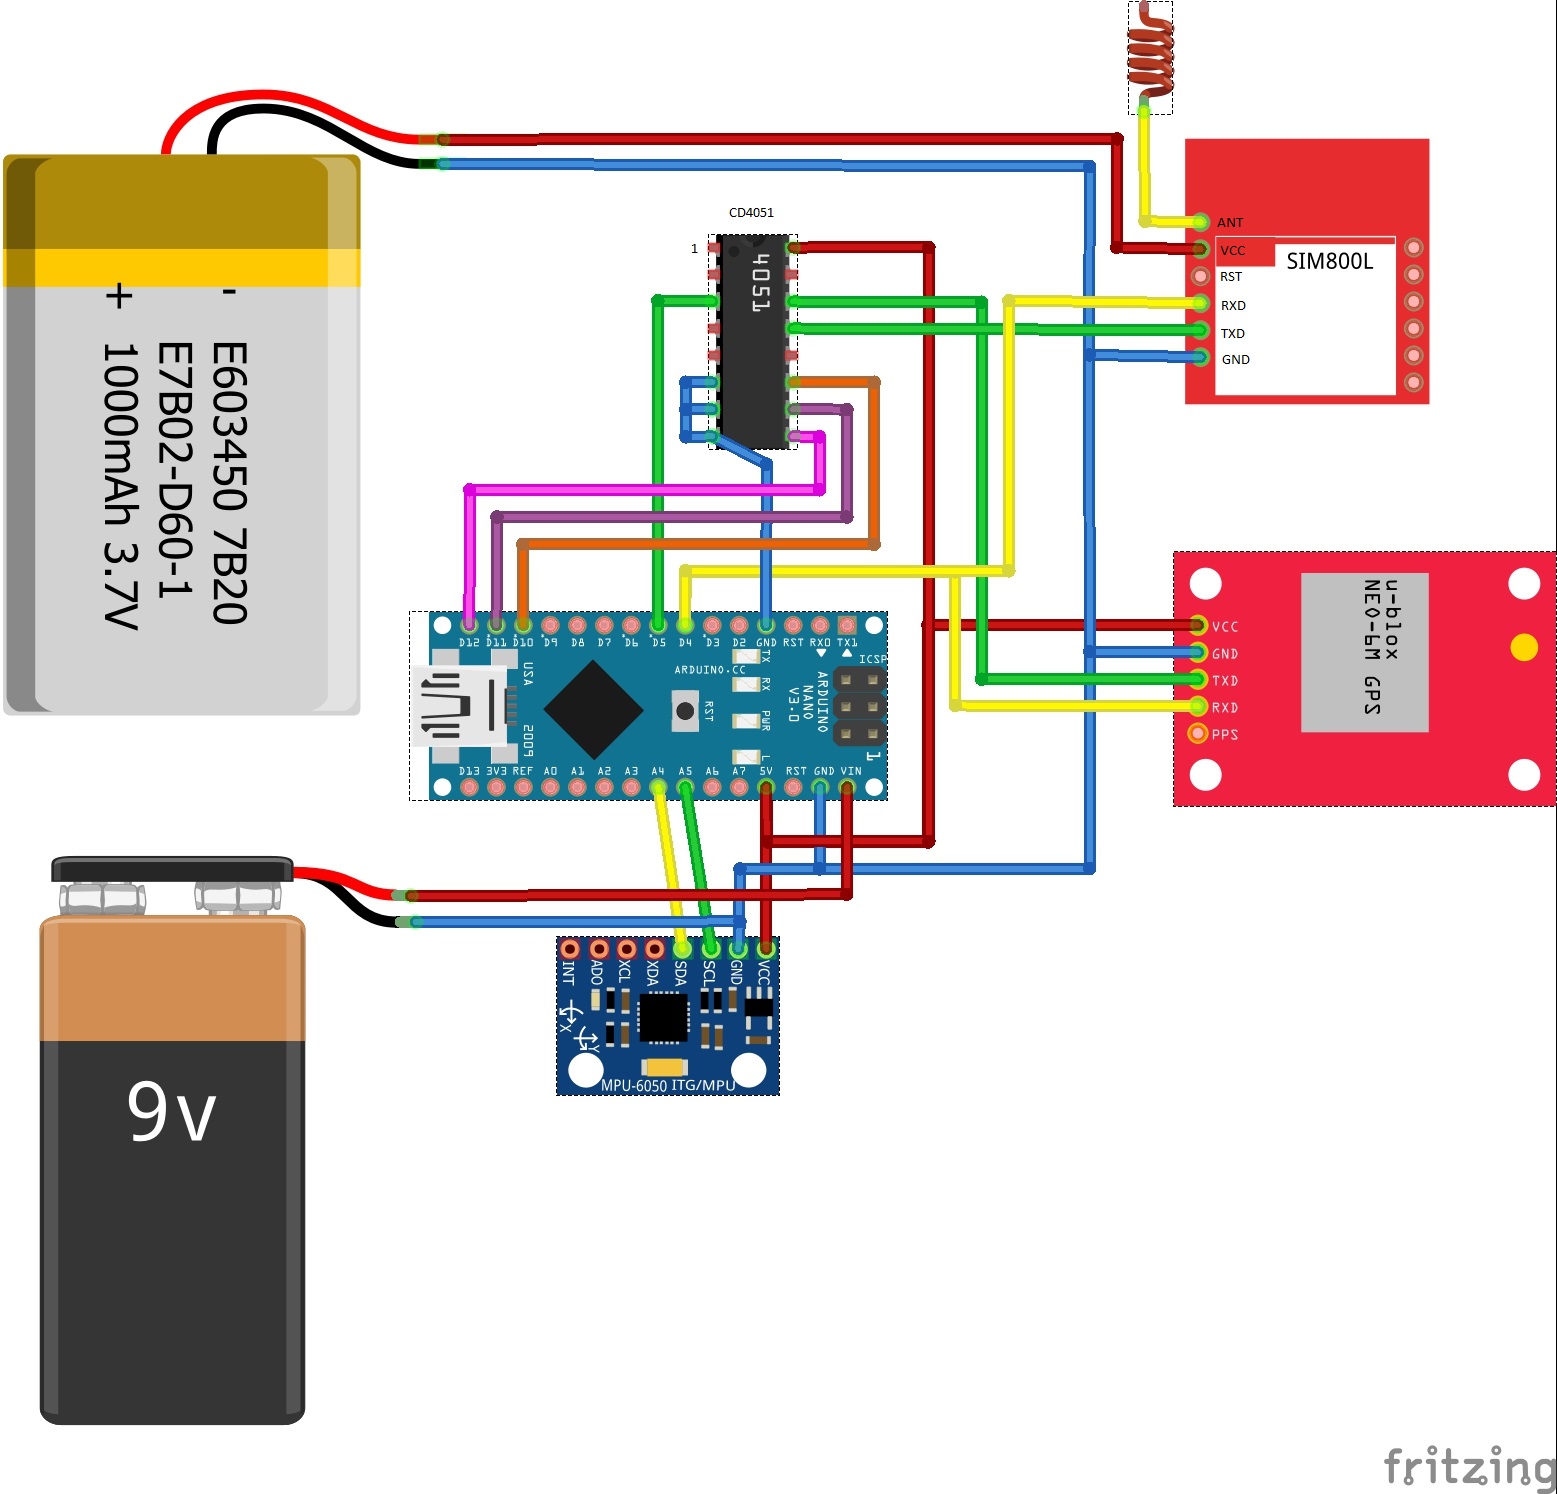 CD4051
1
4051
ANT
VCC
RST
RXD
TXD
GND
SIM800L
+ -
E603450 7B20
E7B02-D60-1
1000mAh 3.7V
D12 D11 D10 D9 D8 D7 D6 D5 D4 D3 D2 GND RST RX0 TX1
USA
2009
ARDUINO.CC
TX
RX
PWR
L
RST
ARDUINO
NANO
V3.0
ICSP
1
D13 3V3 REF A0 A1 A2 A3 A4 A5 A6 A7 5V RST GND VIN
VCC
GND
TXD
RXD
PPS
u-blox
NEO-6M GPS
9v
INT ADO XCL XDA SDA SCL GND VCC
X
Y
MPU-6050 ITG/MPU
fritzing